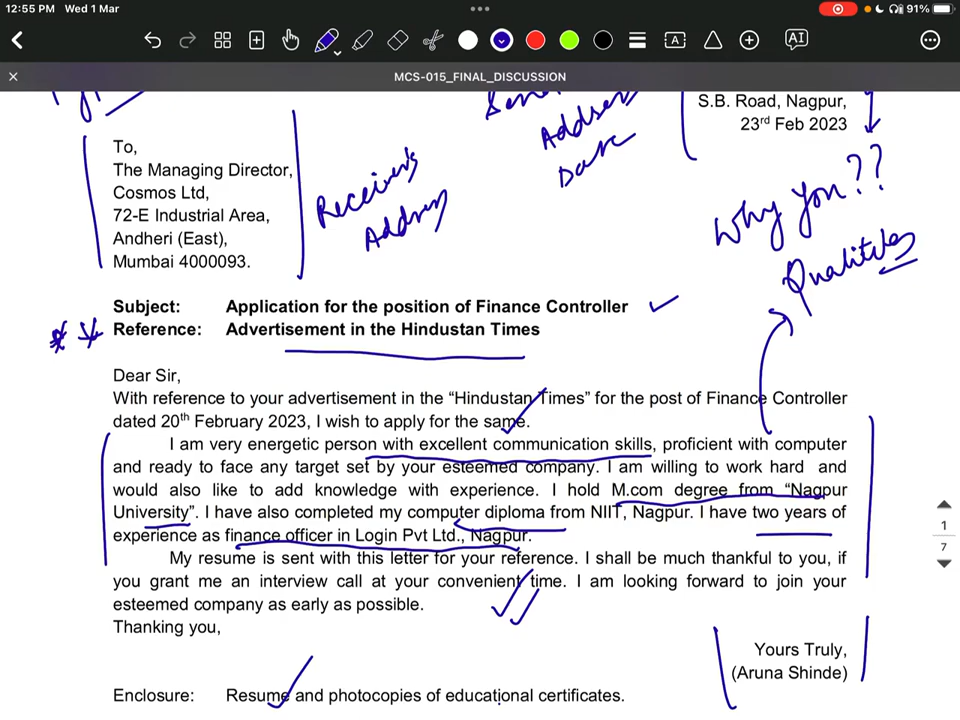 12:55 PM Wed 1 Mar
91%
AI
MCS-015_FINAL_DISCUSSION
Address
Date
S.B. Road, Nagpur,
23rd Feb 2023
To,
The Managing Director,
Cosmos Ltd,
72-E Industrial Area,
Andheri (East),
Mumbai 4000093.
Receiver's
Address
Why you??
Qualities
Subject: Application for the position of Finance Controller
Reference: Advertisement in the Hindustan Times
Dear Sir,
With reference to your advertisement in the “Hindustan Times” for the post of Finance Controller
dated 20th February 2023, I wish to apply for the same.
I am very energetic person with excellent communication skills, proficient with computer
and ready to face any target set by your esteemed company. I am willing to work hard and
would also like to add knowledge with experience. I hold M.com degree from “Nagpur
University”. I have also completed my computer diploma from NIIT, Nagpur. I have two years of
experience as finance officer in Login Pvt Ltd., Nagpur.
My resume is sent with this letter for your reference. I shall be much thankful to you, if
you grant me an interview call at your convenient time. I am looking forward to join your
esteemed company as early as possible.
Thanking you,
Yours Truly,
(Aruna Shinde)
Enclosure: Resume and photocopies of educational certificates.
1
7